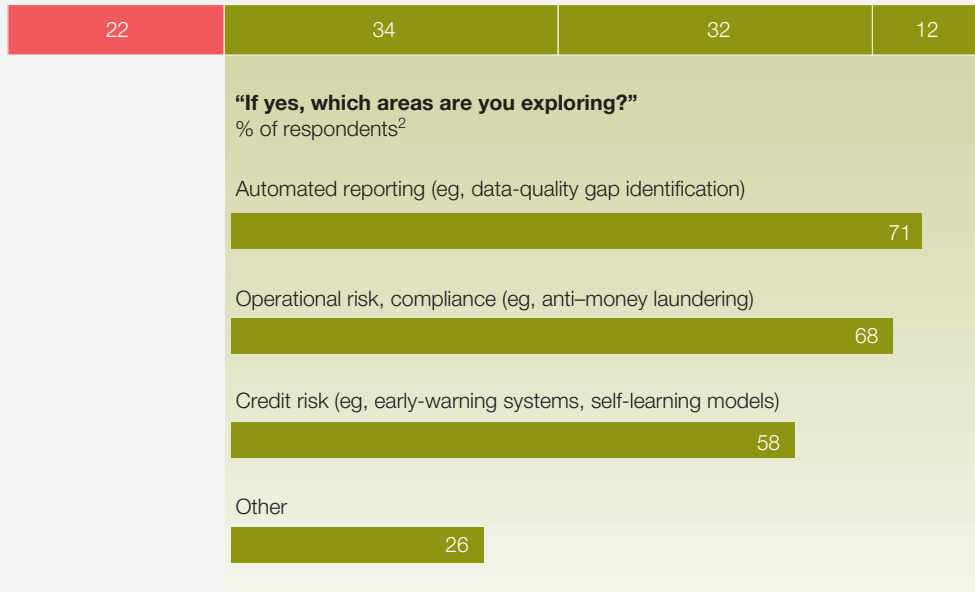 22 34 32 12
“If yes, which areas are you exploring?”
% of respondents2
Automated reporting (eg, data-quality gap identification)
71
Operational risk, compliance (eg, anti–money laundering)
68
Credit risk (eg, early-warning systems, self-learning models)
58
Other
26